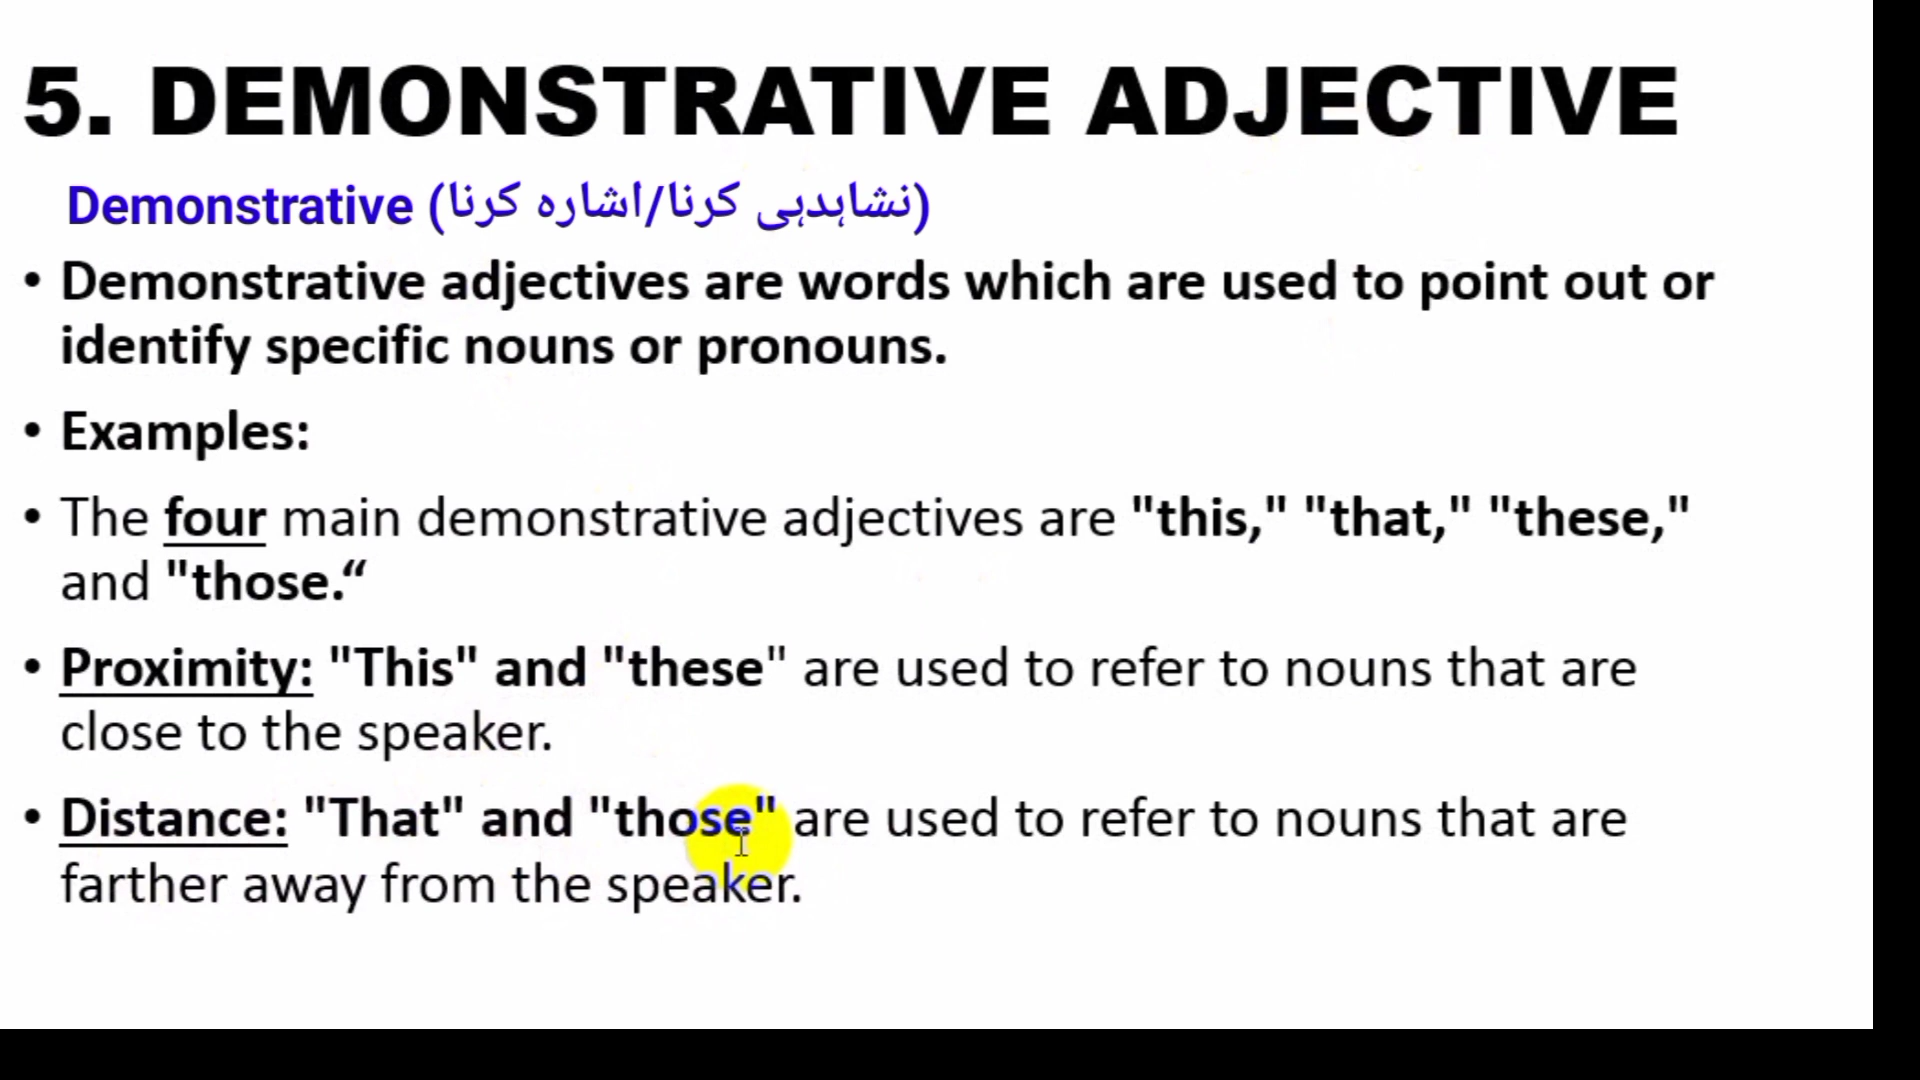 5. DEMONSTRATIVE ADJECTIVE
Demonstrative (نشاہدہی کرنا/اشارہ کرنا)
• Demonstrative adjectives are words which are used to point out or
identify specific nouns or pronouns.
• Examples:
• The four main demonstrative adjectives are "this," "that," "these,"
and "those.“
• Proximity: "This" and "these" are used to refer to nouns that are
close to the speaker.
• Distance: "That" and "those" are used to refer to nouns that are
farther away from the speaker.